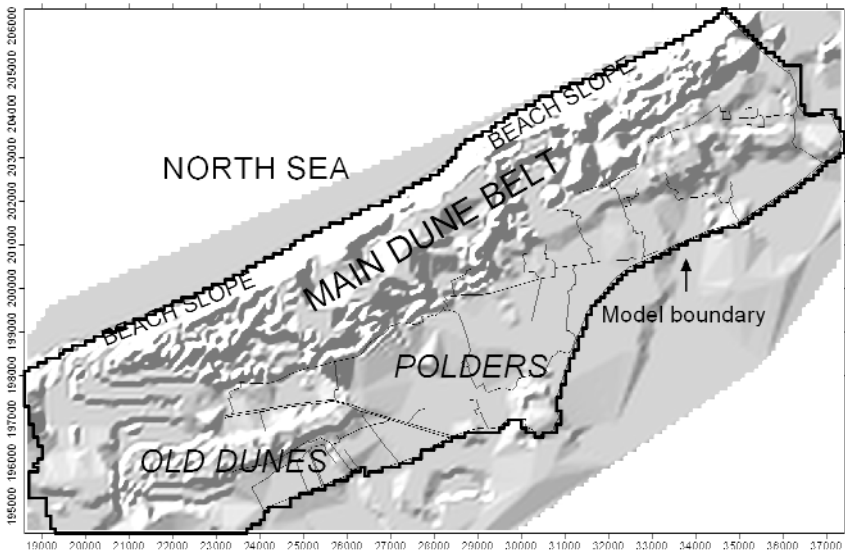 206000
205000
BEACH SLOPE
204000
203000
NORTH SEA
MAIN DUNE BELT
202000
201000
200000
BEACH SLOPE
Model boundary
199000
POLDERS
198000
197000
OLD DUNES
196000
195000
19000 20000 21000 22000 23000 24000 25000 26000 27000 28000 29000 30000 31000 32000 33000 34000 35000 36000 37000